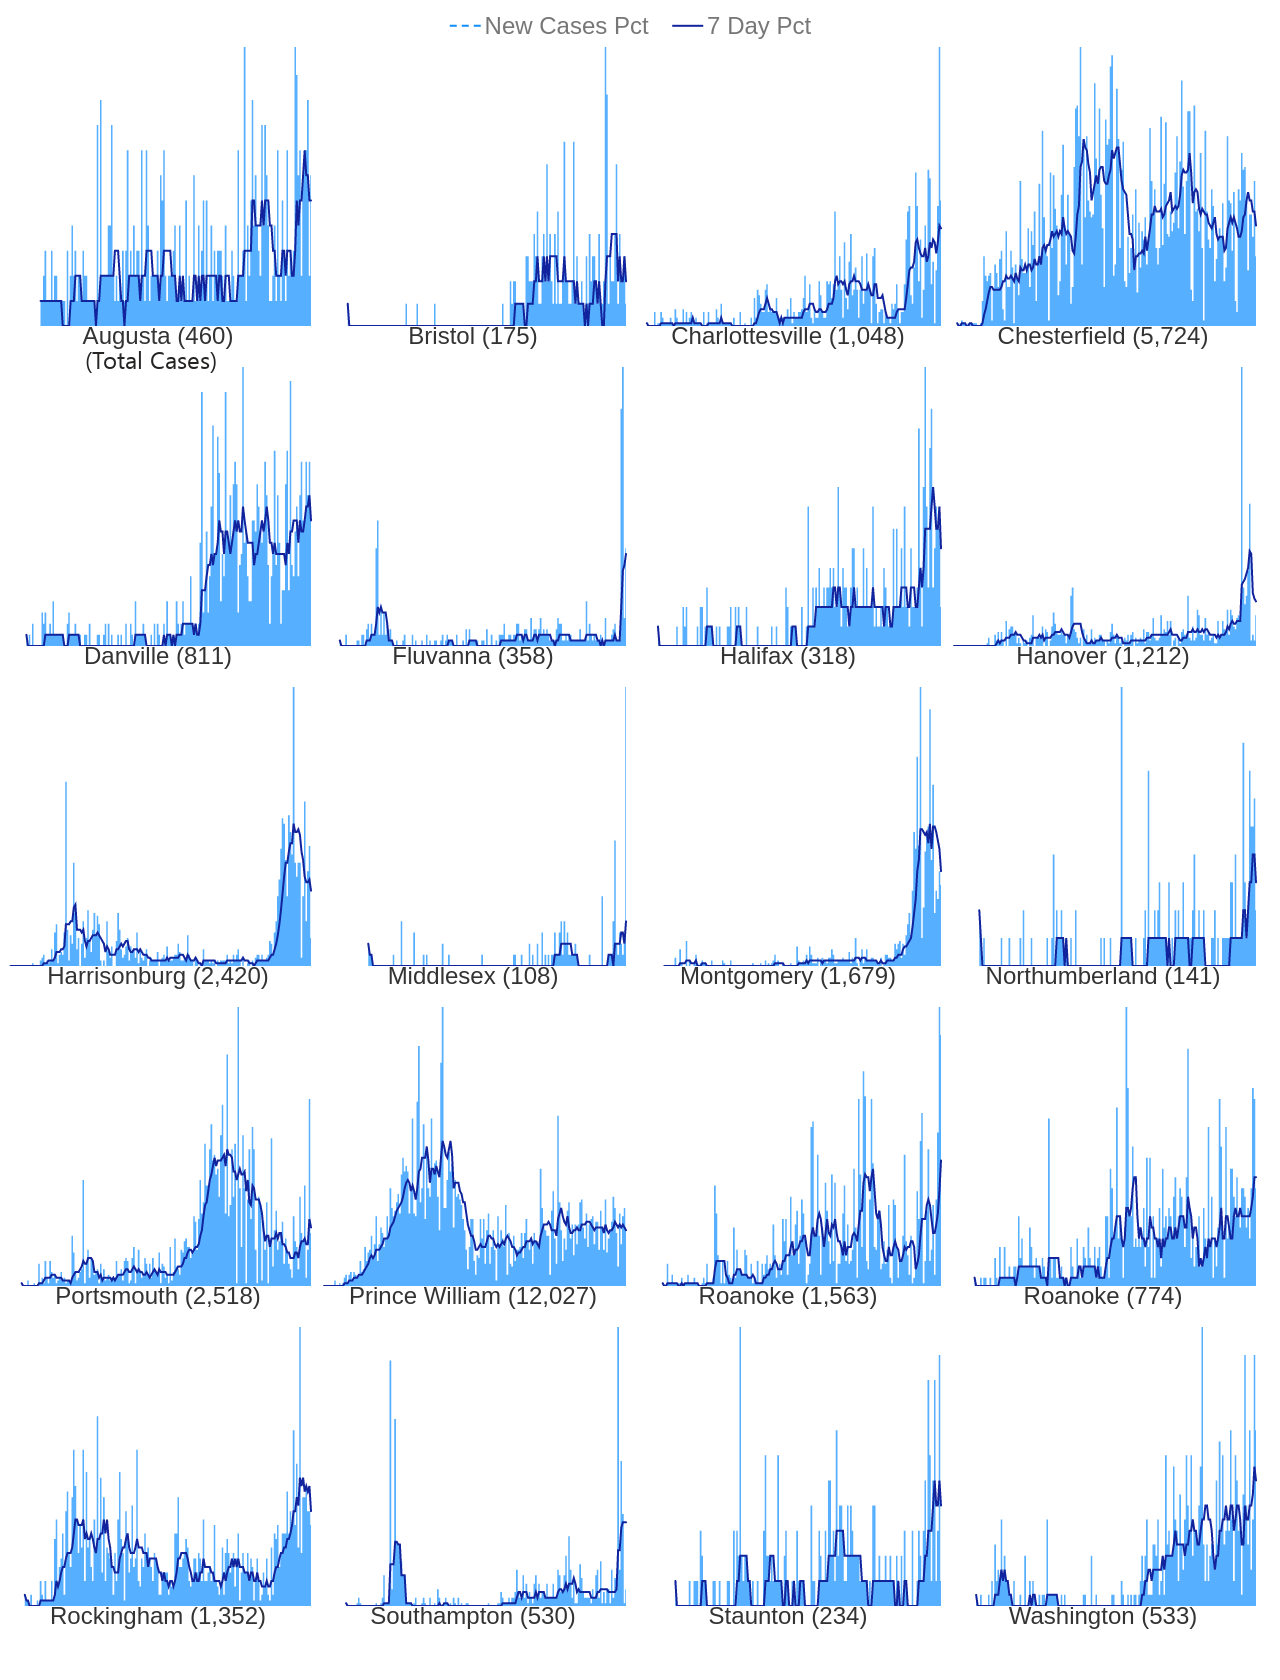 New Cases Pct 7 Day Pct
Augusta (460) Bristol (175) Charlottesville (1,048) Chesterfield (5,724)
(Total Cases)
Danville (811) Fluvanna (358) Halifax (318) Hanover (1,212)
Harrisonburg (2,420) Middlesex (108) Montgomery (1,679) Northumberland (141)
Portsmouth (2,518) Prince William (12,027) Roanoke (1,563) Roanoke (774)
Rockingham (1,352) Southampton (530) Staunton (234) Washington (533)